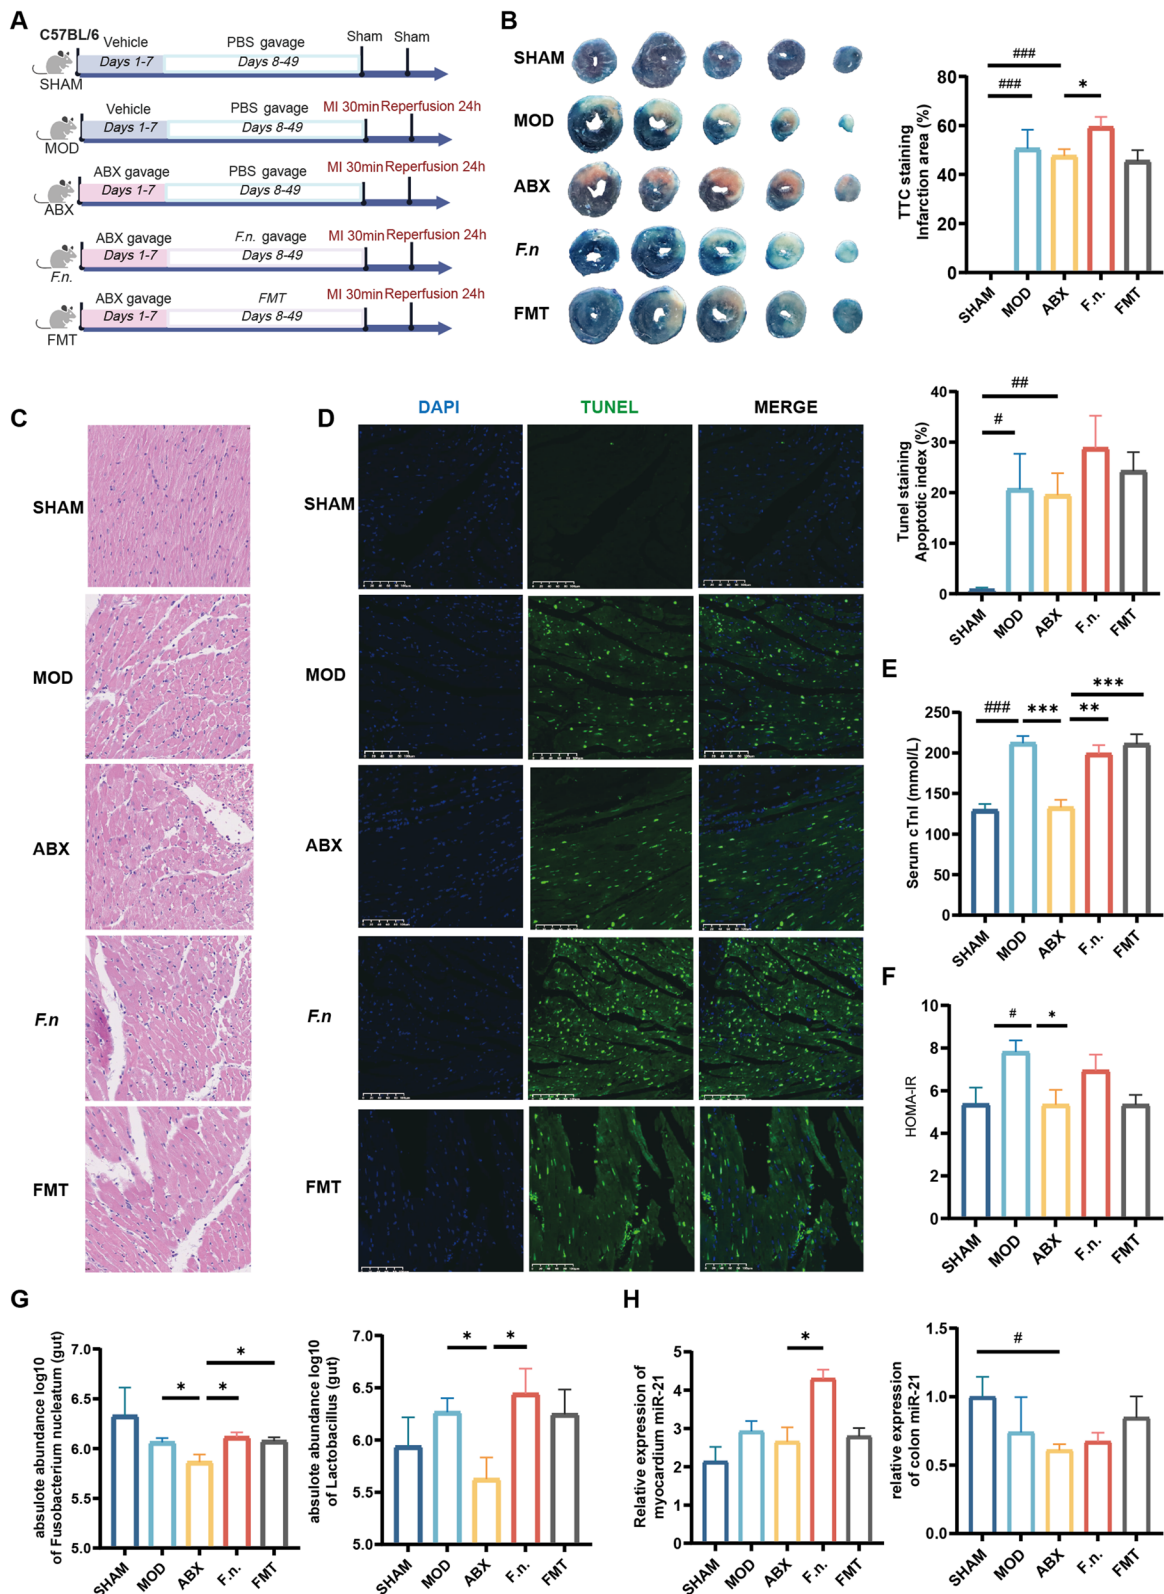 A
C57BL/6
Vehicle
PBS gavage
Sham
Sham
Days 1-7
Days 8-49
SHAM
Vehicle
PBS gavage
MI 30min Reperfusion 24h
Days 1-7
Days 8-49
MOD
ABX gavage
PBS gavage
MI 30min Reperfusion 24h
Days 1-7
Days 8-49
ABX
ABX gavage
F.n. gavage
MI 30min Reperfusion 24h
Days 1-7
Days 8-49
F.n.
ABX gavage
FMT
MI 30min Reperfusion 24h
Days 1-7
Days 8-49
FMT
B
SHAM
MOD
ABX
F.n
FMT
TTC staining
Infarction area (%)
80
60
40
20
0
###
###
*
SHAM
MOD
ABX
F.n.
FMT
C
SHAM
MOD
ABX
F.n
FMT
D
DAPI
TUNEL
MERGE
SHAM
MOD
ABX
F.n
FMT
Tunel staining
Apoptotic index (%)
40
30
20
10
0
##
#
SHAM
MOD
ABX
F.n.
FMT
E
Serum cTnI (mmol/L)
250
200
150
100
50
0
###
***
**
***
SHAM
MOD
ABX
F.n.
FMT
F
HOMA-IR
10
8
6
4
2
0
#
*
SHAM
MOD
ABX
F.n.
FMT
G
absulote abundance log10
of Fusobacterium nucleatum (gut)
7.0
6.5
6.0
5.5
5.0
*
*
*
SHAM
MOD
ABX
F.n.
FMT
absulote abundance log10
of Lactobacillus (gut)
7.0
6.5
6.0
5.5
5.0
*
*
SHAM
MOD
ABX
F.n.
FMT
H
Relative expression of
myocardium miR-21
5
4
3
2
1
0
*
SHAM
MOD
ABX
F.n.
FMT
relative expression
of colon miR-21
1.5
1.0
0.5
0.0
#
SHAM
MOD
ABX
F.n.
FMT